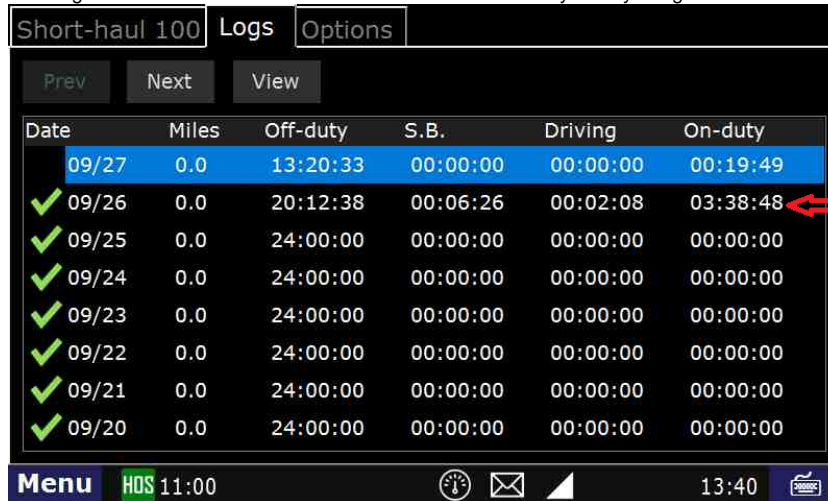 Short-haul 100 Logs Options
Prev Next View
Date Miles Off-duty S.B. Driving On-duty
09/27 0.0 13:20:33 00:00:00 00:00:00 00:19:49
09/26 0.0 20:12:38 00:06:26 00:02:08 03:38:48
09/25 0.0 24:00:00 00:00:00 00:00:00 00:00:00
09/24 0.0 24:00:00 00:00:00 00:00:00 00:00:00
09/23 0.0 24:00:00 00:00:00 00:00:00 00:00:00
09/22 0.0 24:00:00 00:00:00 00:00:00 00:00:00
09/21 0.0 24:00:00 00:00:00 00:00:00 00:00:00
09/20 0.0 24:00:00 00:00:00 00:00:00 00:00:00
Menu HOS 11:00 13:40